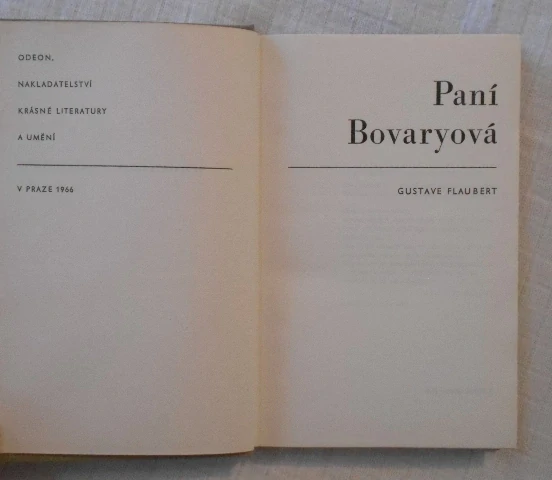 ODEON,
NAKLADATELSTVÍ
KRÁSNÉ LITERATURY
A UMĚNÍ
V PRAZE 1966
Paní
Bovaryová
GUSTAVE FLAUBERT